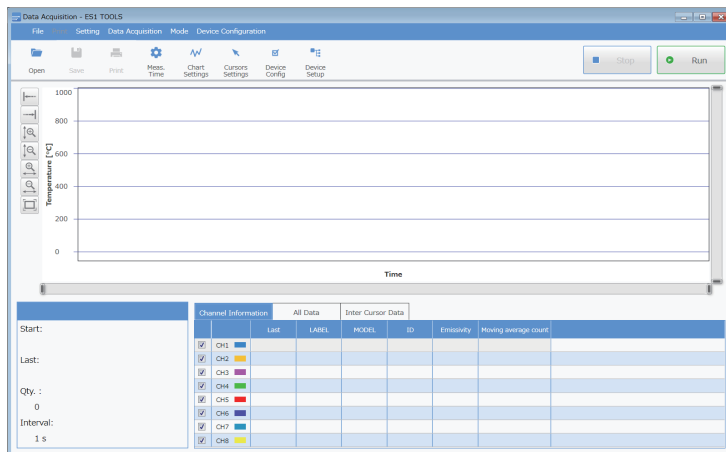 Data Acquisition - ES1 TOOLS
File Setting Data Acquisition Mode Device Configuration
Open Save Print Meas. Time Chart Settings Cursors Settings Device Config Device Setup Stop Run
1000
800
600
400
200
0
Temperature [°C]
Time
Channel Information All Data Inter Cursor Data
Last LABEL MODEL ID Emissivity Moving average count
Start:
Last:
Qty. :
0
Interval:
1 s
CH1
CH2
CH3
CH4
CH5
CH6
CH7
CH8